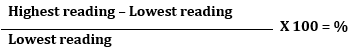 Highest reading – Lowest reading
X 100 = %
Lowest reading